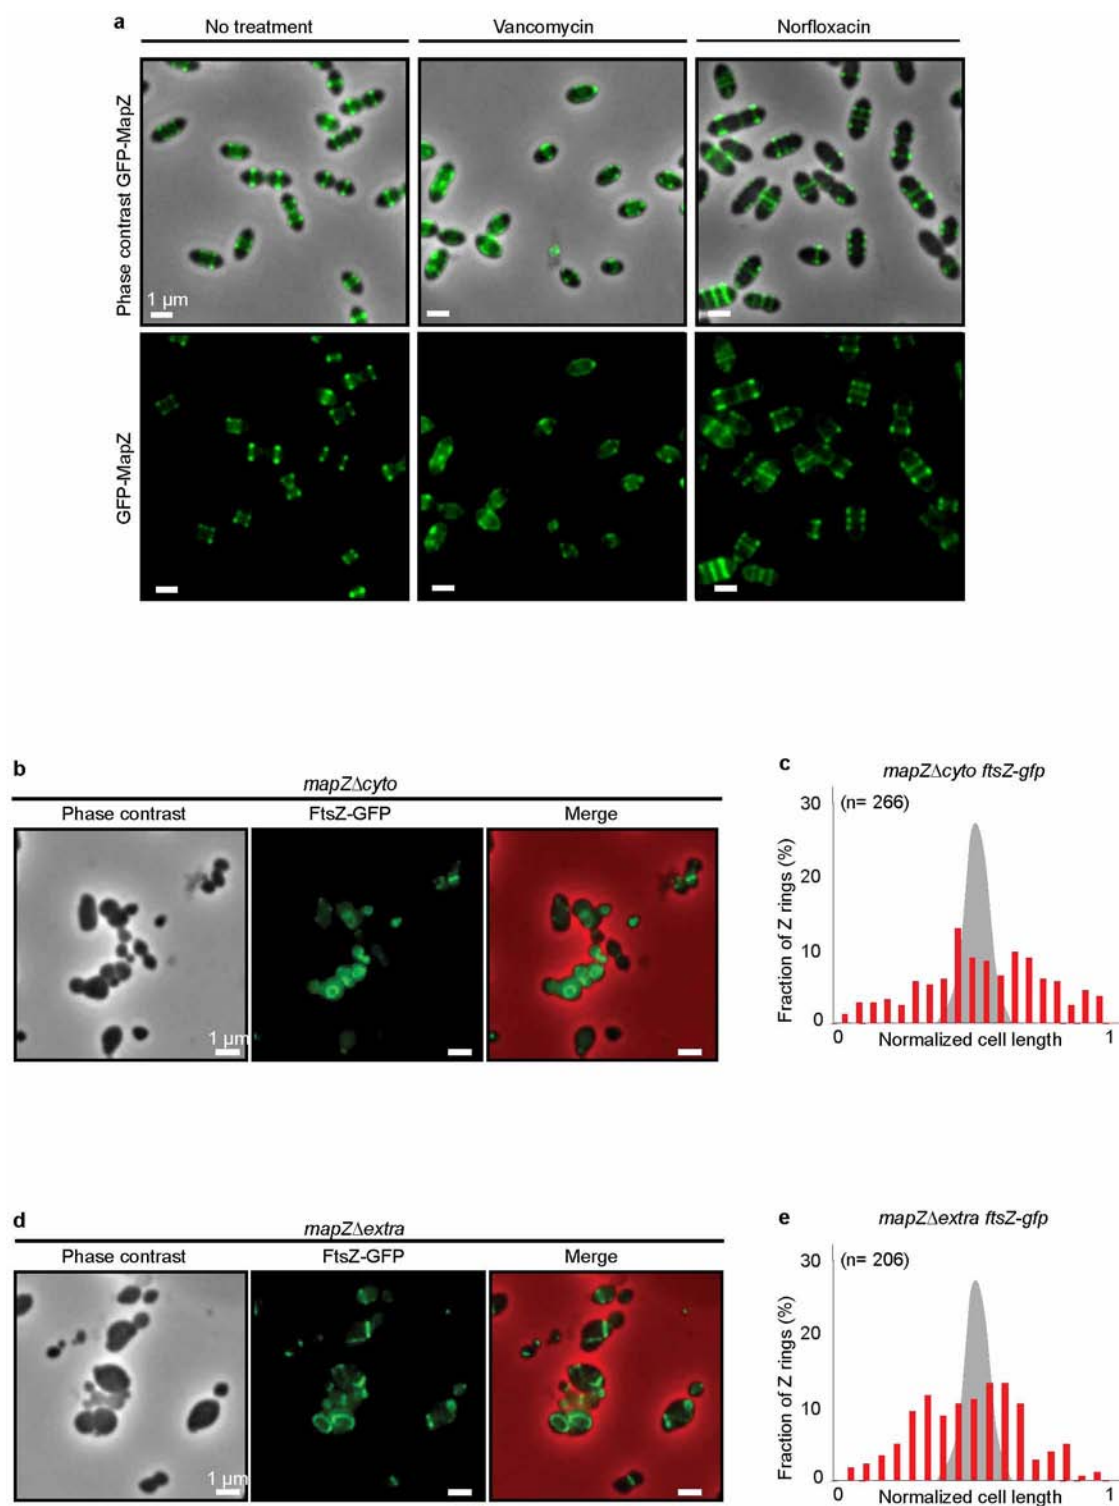 a
No treatment Vancomycin Norfloxacin
Phase contrast GFP-MapZ
1 µm
GFP-MapZ
b
mapZΔcyto
Phase contrast FtsZ-GFP Merge
1 µm
c
mapZΔcyto ftsZ-gfp
(n= 266)
Fraction of Z rings (%)
30
20
10
0
0 Normalized cell length 1
d
mapZΔextra
Phase contrast FtsZ-GFP Merge
1 µm
e
mapZΔextra ftsZ-gfp
(n= 206)
Fraction of Z rings (%)
30
20
10
0
0 Normalized cell length 1